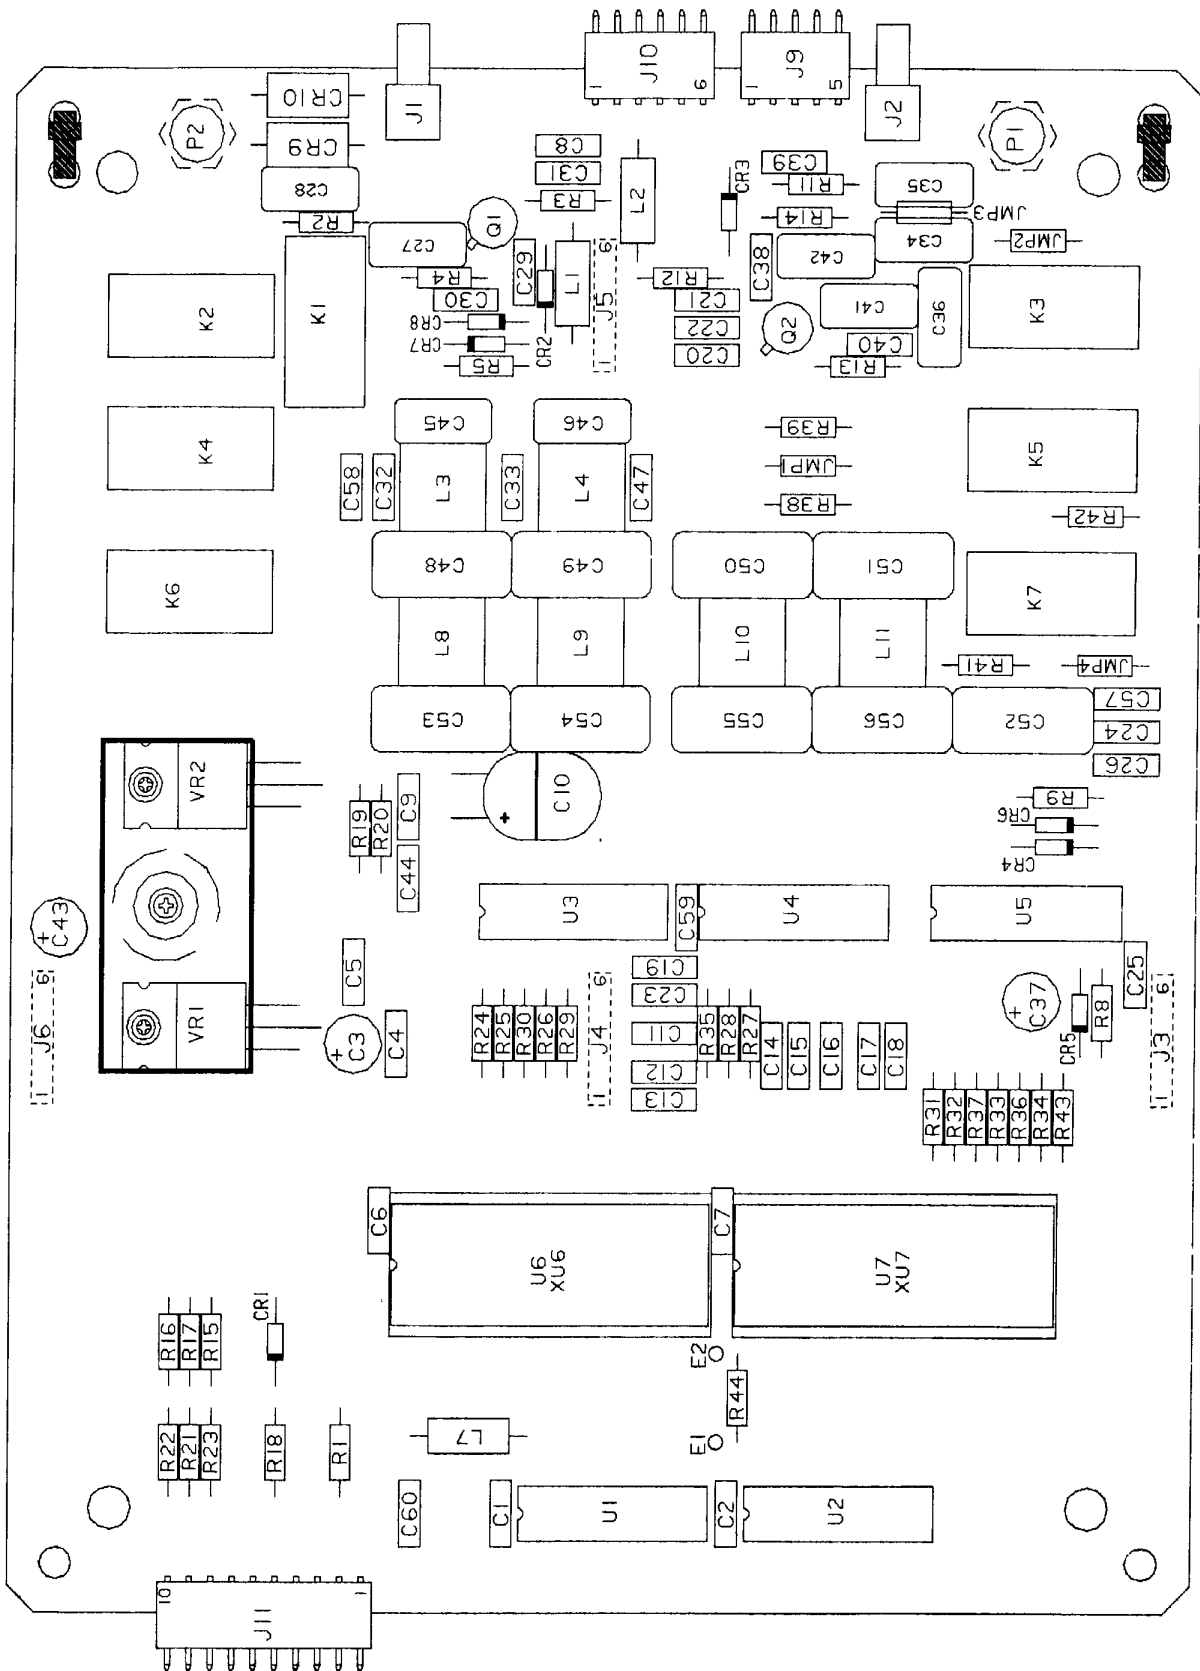 J10
1
6
J9
1
5
J1
J2
CR10
CR9
P2
P1
C28
R2
C8
C31
R3
L2
CR3
C39
R11
R14
C35
JMP3
C34
JMP2
C27
Q1
R4
C30
C29
L1
J5
1
6
CR8
CR7
CR2
R5
R12
C21
C22
C20
C38
C42
Q2
C41
C40
R13
C36
K2
K1
K3
K4
K5
K6
K7
C45
C46
C58
C32
L3
C33
L4
C47
R39
JMP1
R38
R42
C48
C49
C50
C51
L8
L9
L10
L11
R41
JMP4
C53
C54
C55
C56
C52
C57
C24
C26
VR2
VR1
R19
R20
C9
C44
C10
+
R9
CR6
CR4
+
C43
J6
1
6
U3
C59
U4
U5
C5
+
C3
C4
R24
R25
R30
R26
R29
J4
1
6
C19
C23
C11
C12
C13
R35
R28
R27
C14
C15
C16
C17
C18
+
C37
CR5
R8
C25
J3
1
6
R31
R32
R37
R33
R36
R34
R43
C6
U6
XU6
C7
U7
XU7
R16
R17
R15
CR1
E2
R44
E1
R22
R21
R23
R18
R1
L7
C60
C1
U1
C2
U2
J11
10
1